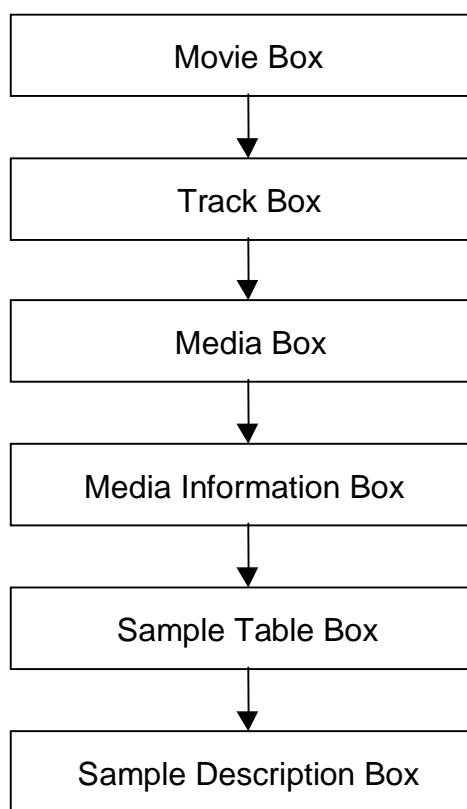 Movie Box
Track Box
Media Box
Media Information Box
Sample Table Box
Sample Description Box